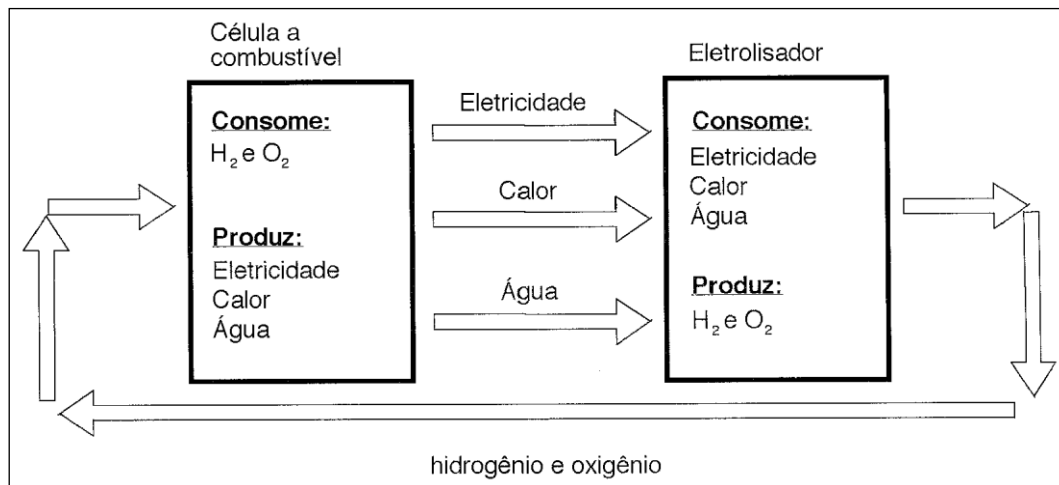 Célula a
combustível
Consome:
H₂ e O₂
Produz:
Eletricidade
Calor
Água
Eletricidade
Calor
Água
Eletrolisador
Consome:
Eletricidade
Calor
Água
Produz:
H₂ e O₂
hidrogênio e oxigênio